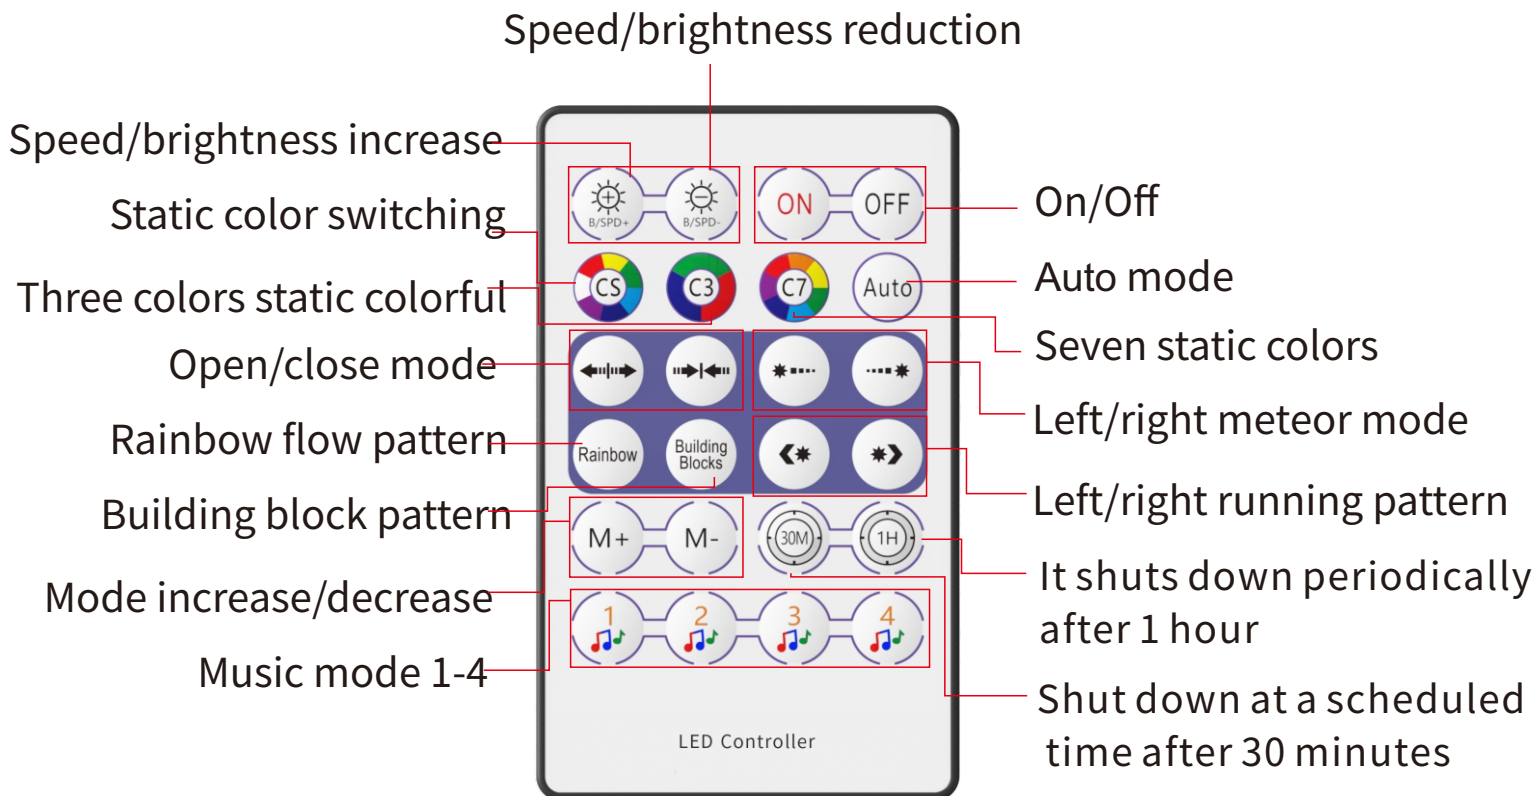 Speed/brightness reduction
Speed/brightness increase
Static color switching
Three colors static colorful
Open/close mode
Rainbow flow pattern
Building block pattern
Mode increase/decrease
Music mode 1-4
B/SPD+ B/SPD- ON OFF
CS C3 C7 Auto
Rainbow
Building
Blocks
M+ M- 30M 1H
1 2 3 4
LED Controller
On/Off
Auto mode
Seven static colors
Left/right meteor mode
Left/right running pattern
It shuts down periodically
after 1 hour
Shut down at a scheduled
time after 30 minutes